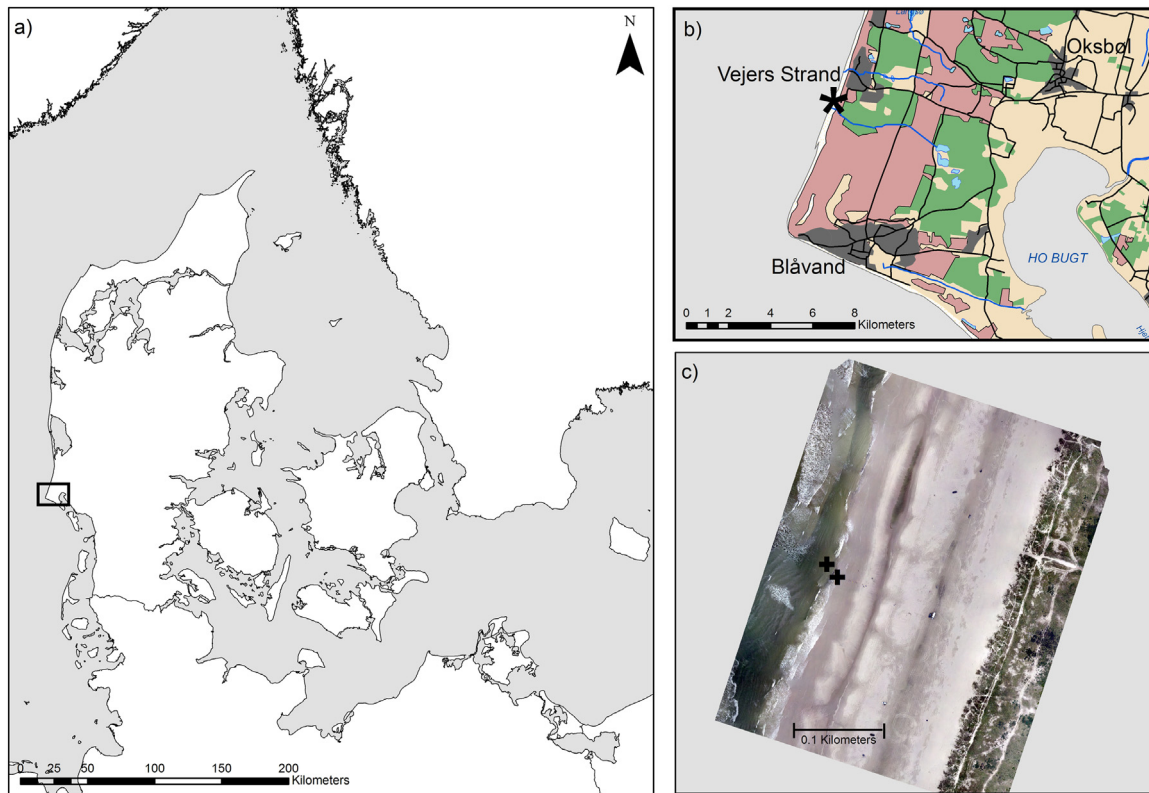 a)
N
0 25 50 100 150 200
Kilometers
b)
Oksbøl
Vejers Strand
HO BUGT
Blåvand
0 1 2 4 6 8
Kilometers
c)
0.1 Kilometers